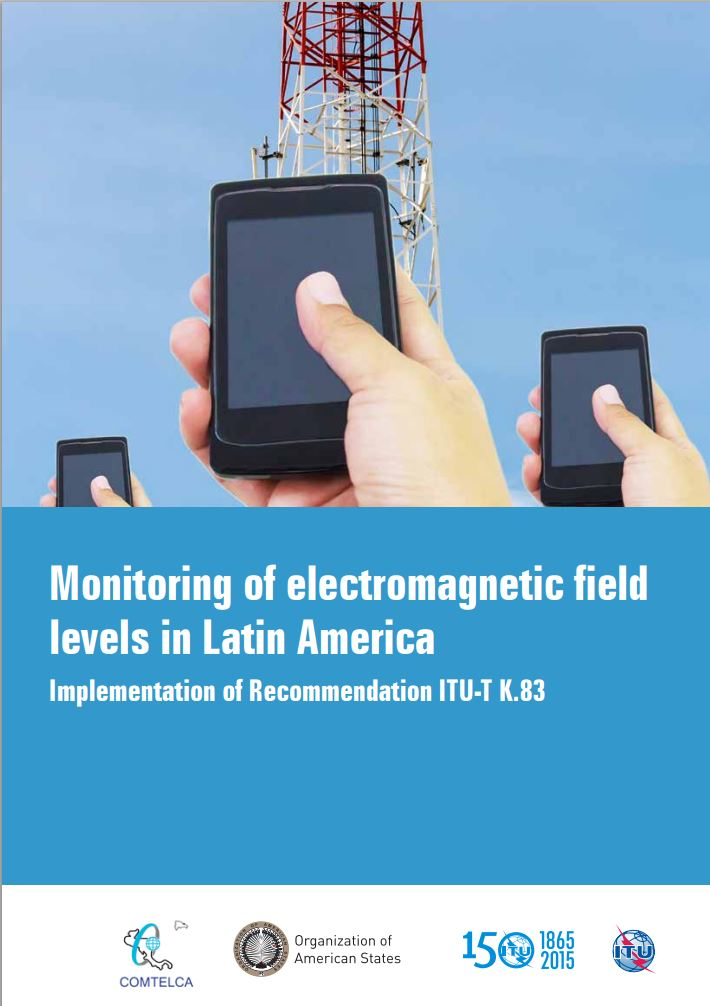 Monitoring of electromagnetic field
levels in Latin America
Implementation of Recommendation ITU-T K.83
COMTELCA
Organization of
American States
150 ITU 1865
2015
ITU